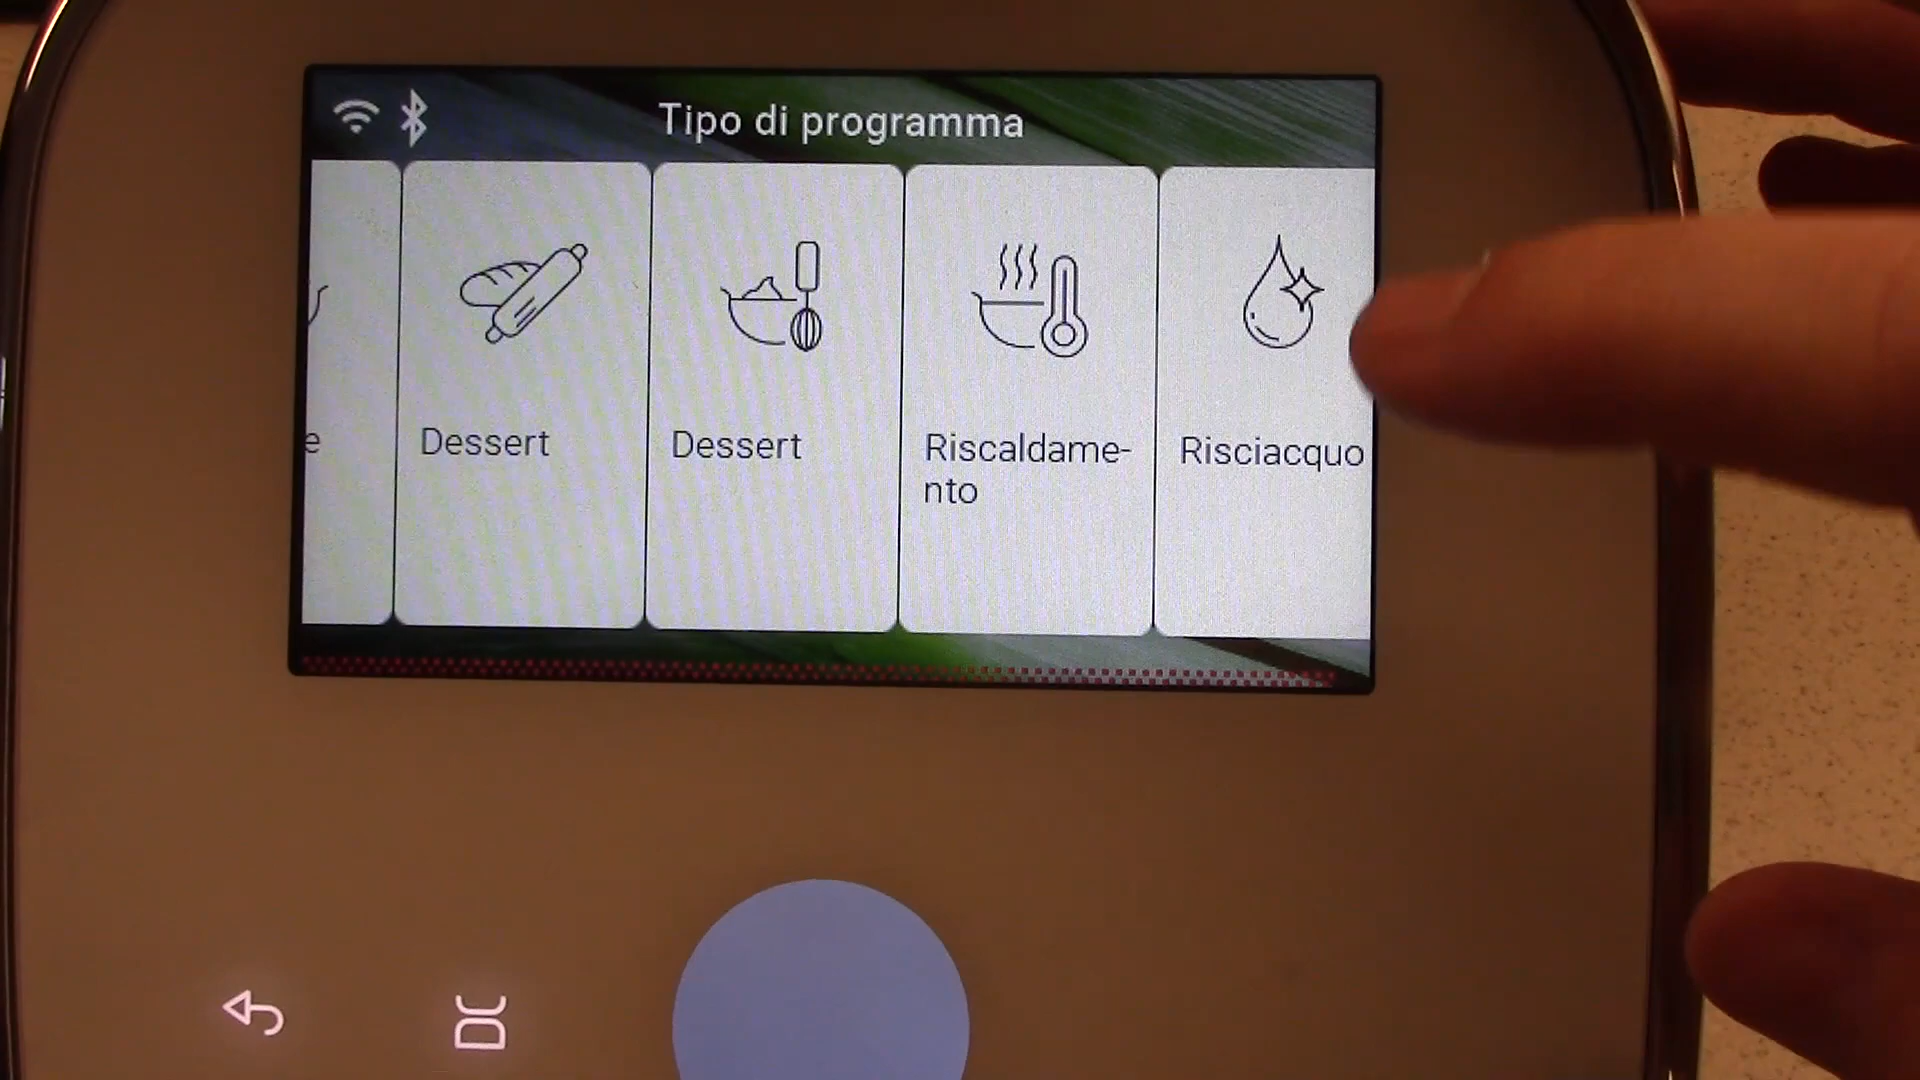 Tipo di programma
e
Dessert
Dessert
Riscaldame-
nto
Risciacquo